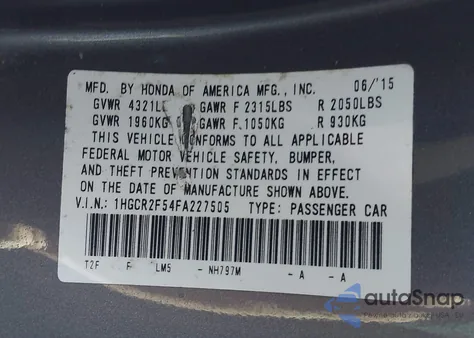 MFD. BY HONDA OF AMERICA MFG., INC. 06/'15
GVWR 4321L GAWR F 2315LBS R 2050LBS
GVWR 1960KG GAWR F 1050KG R 930KG
THIS VEHICLE CONFORMS TO ALL APPLICABLE
FEDERAL MOTOR VEHICLE SAFETY, BUMPER,
AND THEFT PREVENTION STANDARDS IN EFFECT
ON THE DATE OF MANUFACTURE SHOWN ABOVE.
V.I.N.: 1HGCR2F54FA227505 TYPE: PASSENGER CAR
T2F F LM5 - NH797M - A - A
autoSnap